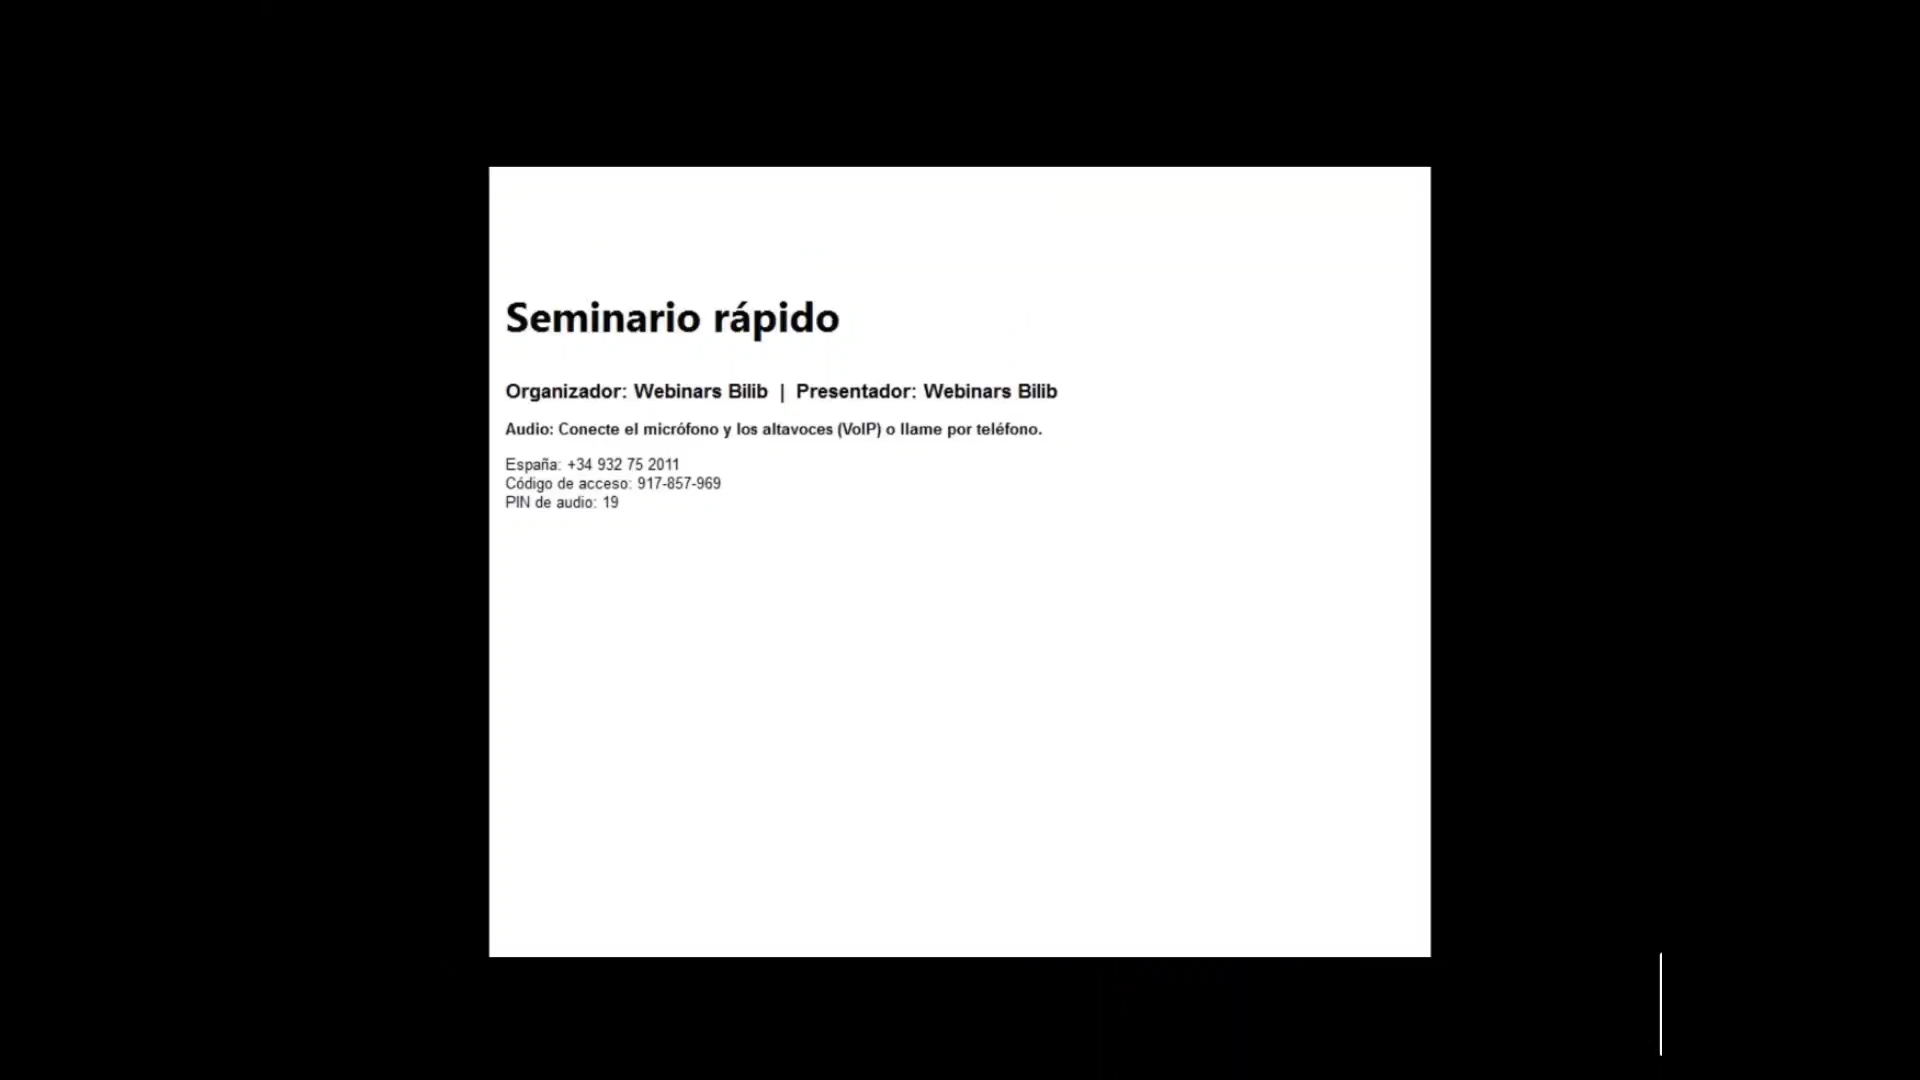 Seminario rápido
Organizador: Webinars Bilib | Presentador: Webinars Bilib
Audio: Conecte el micrófono y los altavoces (VoIP) o llame por teléfono.
España: +34 932 75 2011
Código de acceso: 917-857-969
PIN de audio: 19